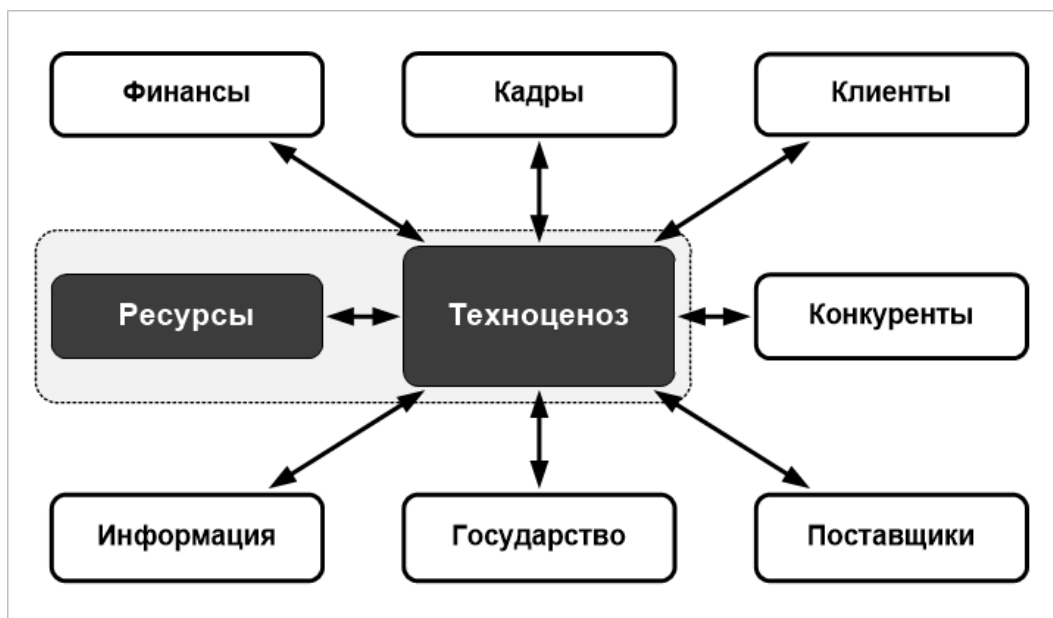 Финансы
Кадры
Клиенты
Ресурсы
Техноценоз
Конкуренты
Информация
Государство
Поставщики